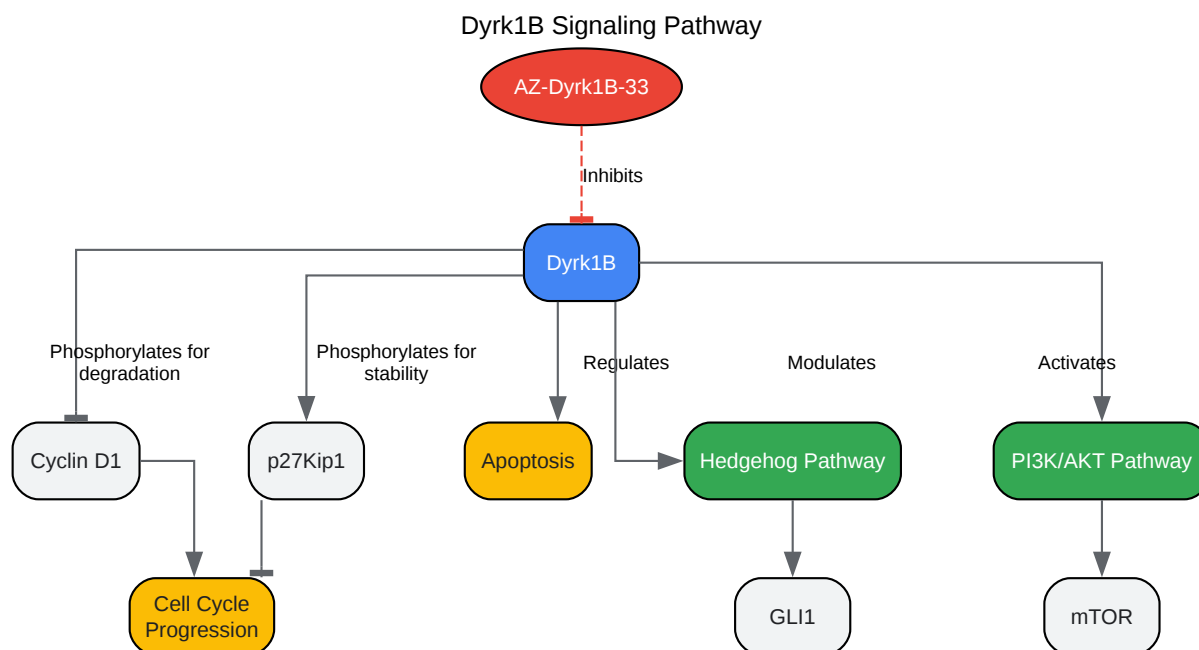 Dyrk1B Signaling Pathway
AZ-Dyrk1B-33
Inhibits
Dyrk1B
Phosphorylates for
degradation
Phosphorylates for
stability
Regulates
Modulates
Activates
Cyclin D1
p27Kip1
Apoptosis
Hedgehog Pathway
PI3K/AKT Pathway
Cell Cycle
Progression
GLI1
mTOR